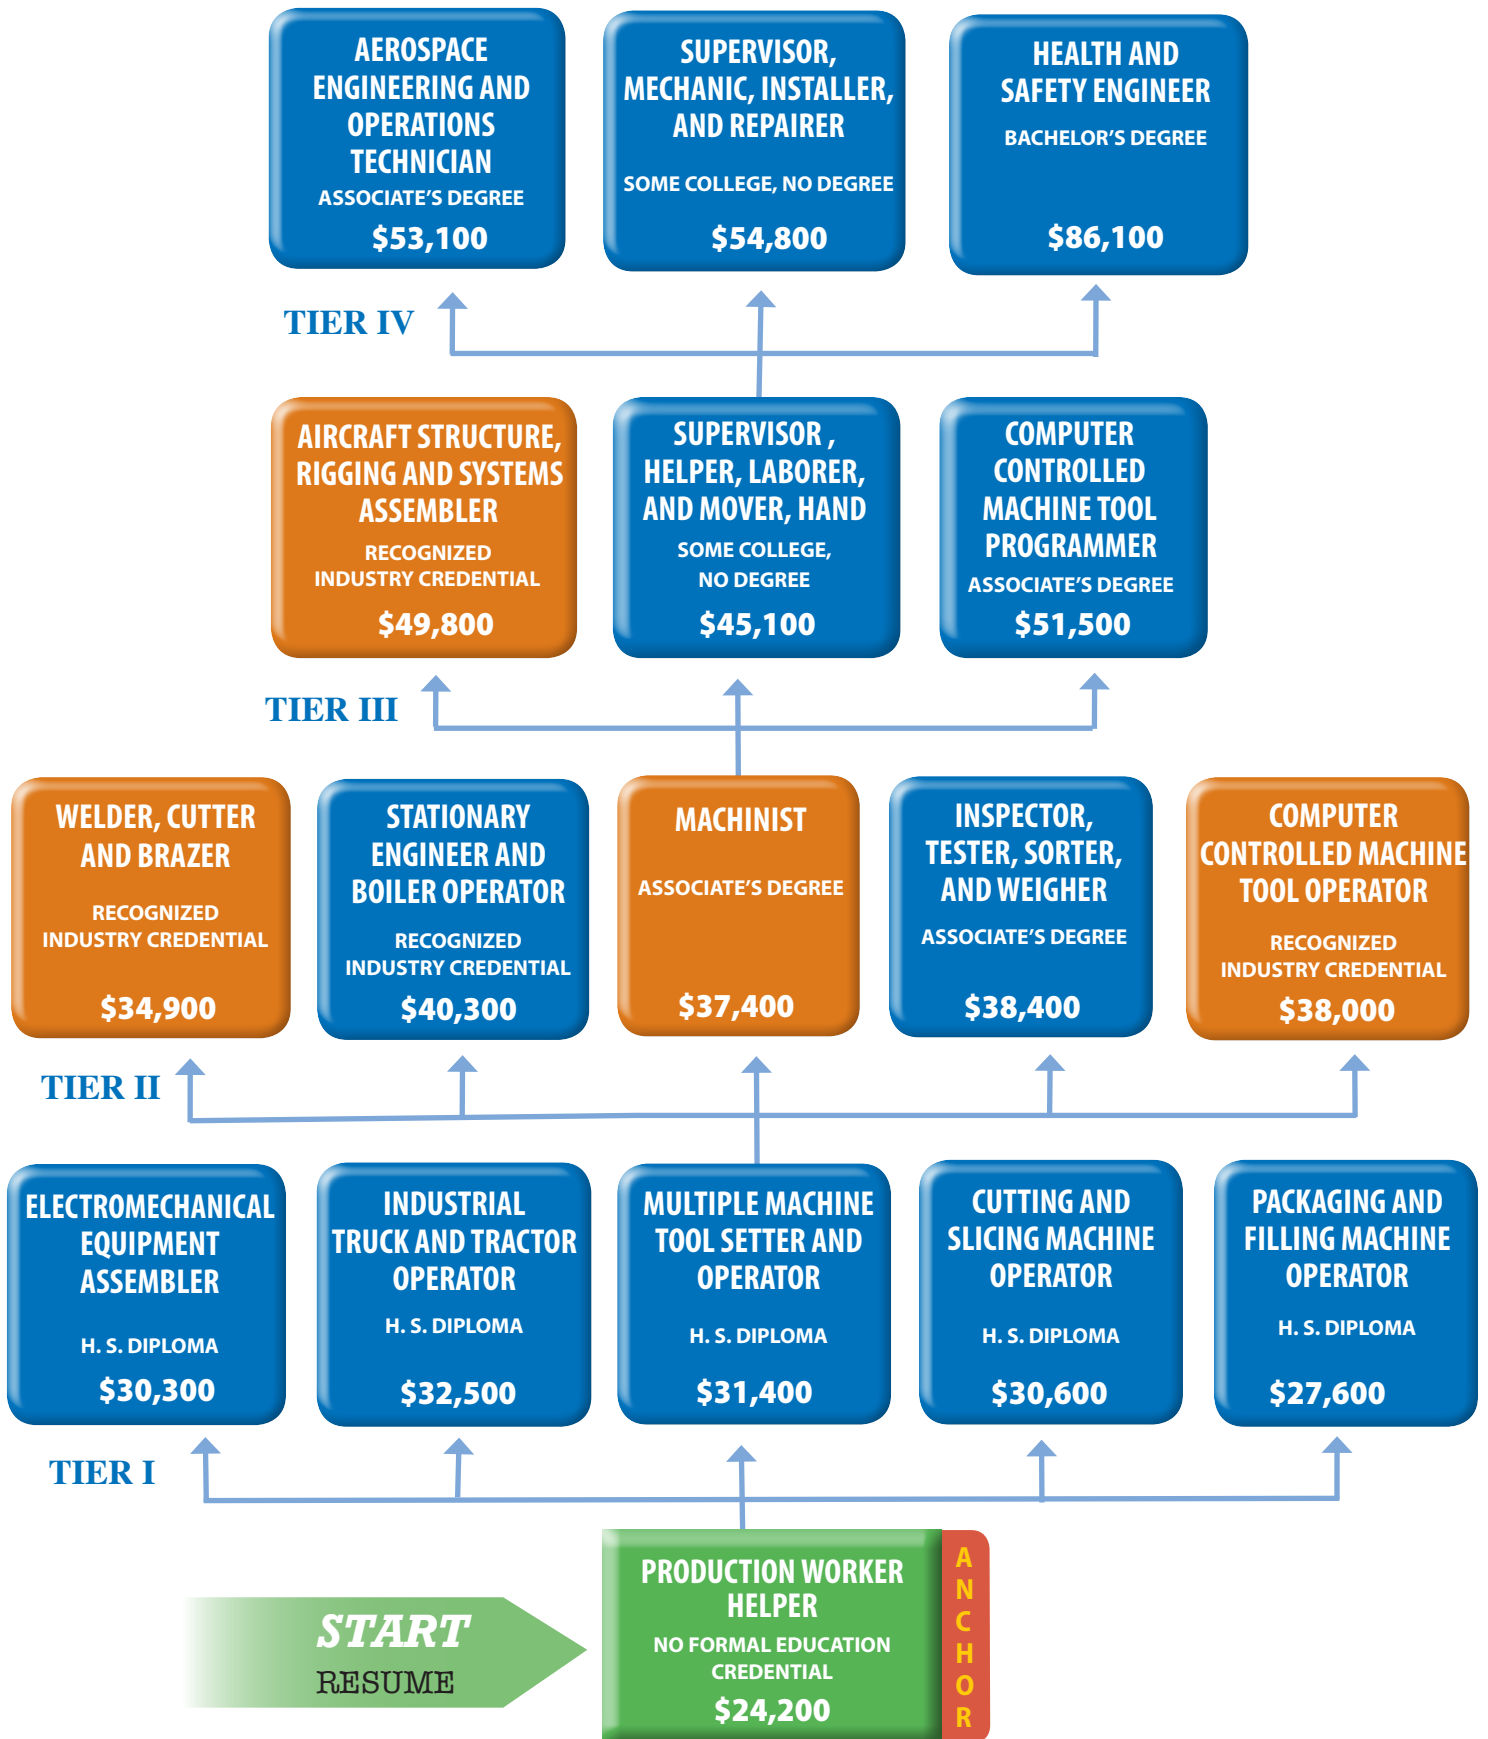 AEROSPACE
ENGINEERING AND
OPERATIONS
TECHNICIAN
ASSOCIATE'S DEGREE
$53,100
SUPERVISOR,
MECHANIC, INSTALLER,
AND REPAIRER
SOME COLLEGE, NO DEGREE
$54,800
HEALTH AND
SAFETY ENGINEER
BACHELOR'S DEGREE
$86,100
TIER IV
AIRCRAFT STRUCTURE,
RIGGING AND SYSTEMS
ASSEMBLER
RECOGNIZED
INDUSTRY CREDENTIAL
$49,800
SUPERVISOR ,
HELPER, LABORER,
AND MOVER, HAND
SOME COLLEGE,
NO DEGREE
$45,100
COMPUTER
CONTROLLED
MACHINE TOOL
PROGRAMMER
ASSOCIATE'S DEGREE
$51,500
TIER III
WELDER, CUTTER
AND BRAZER
RECOGNIZED
INDUSTRY CREDENTIAL
$34,900
STATIONARY
ENGINEER AND
BOILER OPERATOR
RECOGNIZED
INDUSTRY CREDENTIAL
$40,300
MACHINIST
ASSOCIATE'S DEGREE
$37,400
INSPECTOR,
TESTER, SORTER,
AND WEIGHER
ASSOCIATE'S DEGREE
$38,400
COMPUTER
CONTROLLED MACHINE
TOOL OPERATOR
RECOGNIZED
INDUSTRY CREDENTIAL
$38,000
TIER II
ELECTROMECHANICAL
EQUIPMENT
ASSEMBLER
H. S. DIPLOMA
$30,300
INDUSTRIAL
TRUCK AND TRACTOR
OPERATOR
H. S. DIPLOMA
$32,500
MULTIPLE MACHINE
TOOL SETTER AND
OPERATOR
H. S. DIPLOMA
$31,400
CUTTING AND
SLICING MACHINE
OPERATOR
H. S. DIPLOMA
$30,600
PACKAGING AND
FILLING MACHINE
OPERATOR
H. S. DIPLOMA
$27,600
TIER I
START
RESUME
PRODUCTION WORKER
HELPER
NO FORMAL EDUCATION
CREDENTIAL
$24,200
ANCHOR